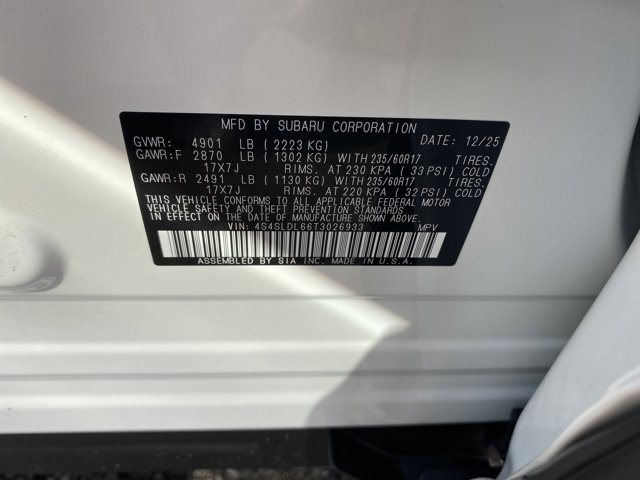 MFD BY SUBARU CORPORATION
GVWR: 4901 LB (2223 KG) DATE: 12/25
GAWR:F 2870 LB (1302 KG) WITH 235/60R17 TIRES.
17X7J RIMS. AT 230 KPA (33 PSI) COLD
GAWR:R 2491 LB (1130 KG) WITH 235/60R17 TIRES.
17X7J RIMS. AT 220 KPA (32 PSI) COLD
THIS VEHICLE CONFORMS TO ALL APPLICABLE FEDERAL MOTOR
VEHICLE SAFETY AND THEFT PREVENTION STANDARDS
IN EFFECT ON THE DATE OF MANUFACTURE SHOWN ABOVE.
VIN: 4S4SLDL66T3026933 MPV
ASSEMBLED BY SIA INC. MADE IN U.S.A.